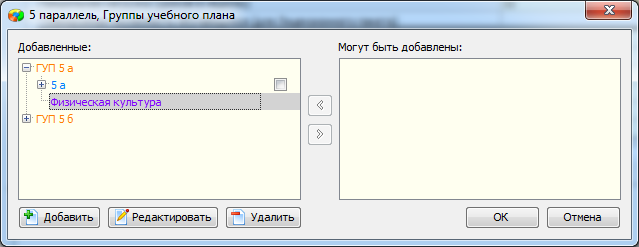 5 параллель, Группы учебного плана
Добавленные:
Могут быть добавлены:
ГУП 5 а
5 а
Физическая культура
ГУП 5 б
Добавить
Редактировать
Удалить
ОК
Отмена